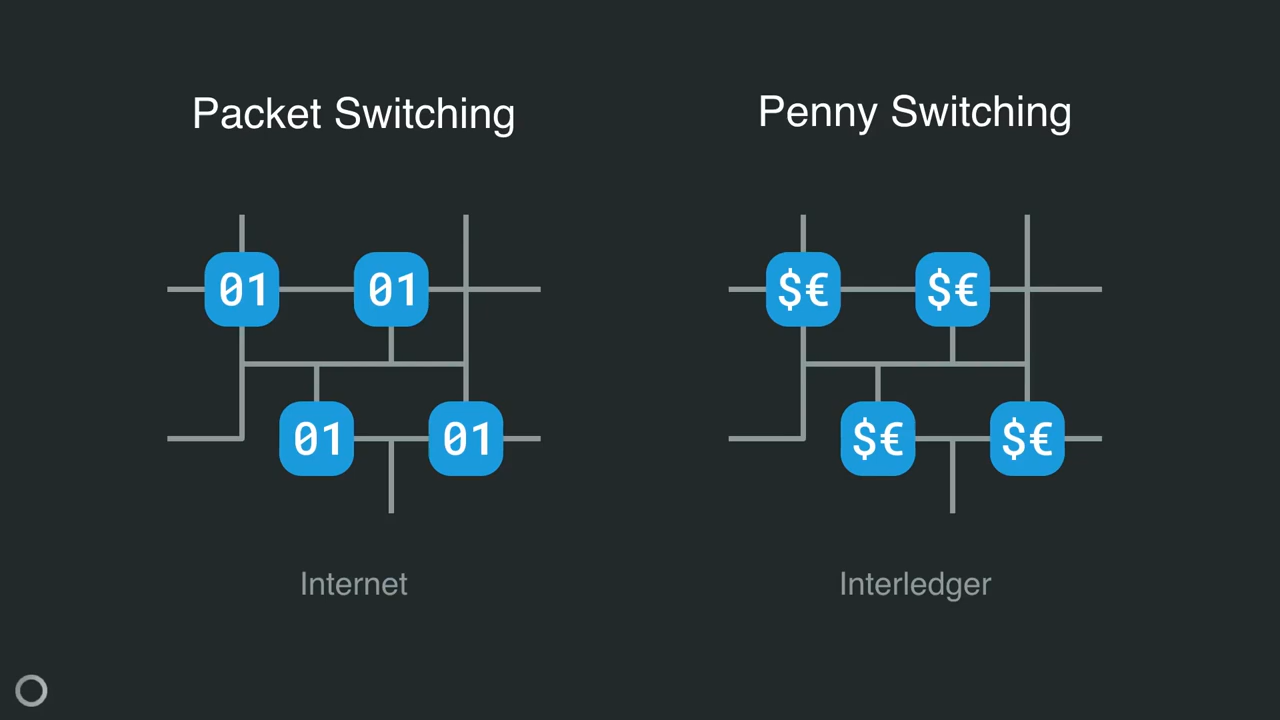 Packet Switching
Penny Switching
01 01
$€ $€
01 01
$€ $€
Internet
Interledger